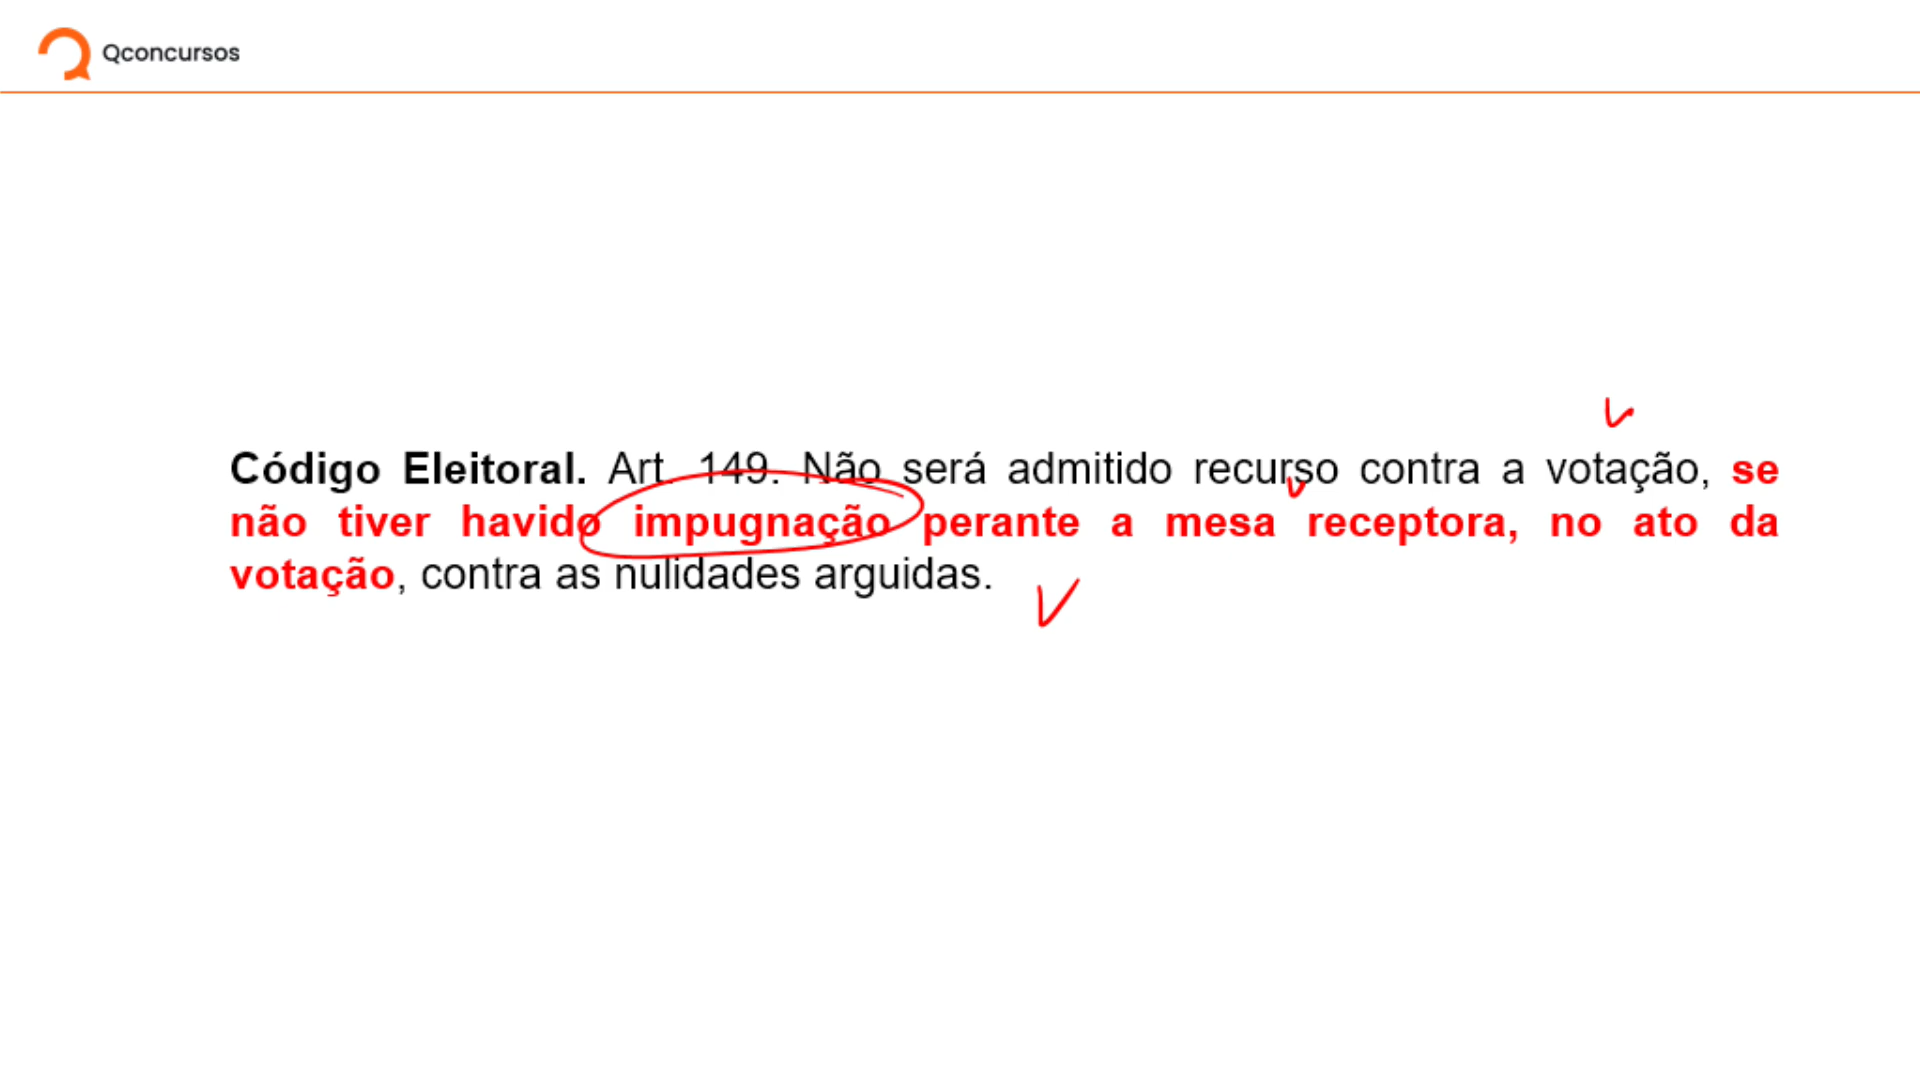 Qconcursos
Código Eleitoral. Art. 149. Não será admitido recurso contra a votação, se
não tiver havido impugnação perante a mesa receptora, no ato da
votação, contra as nulidades arguidas.